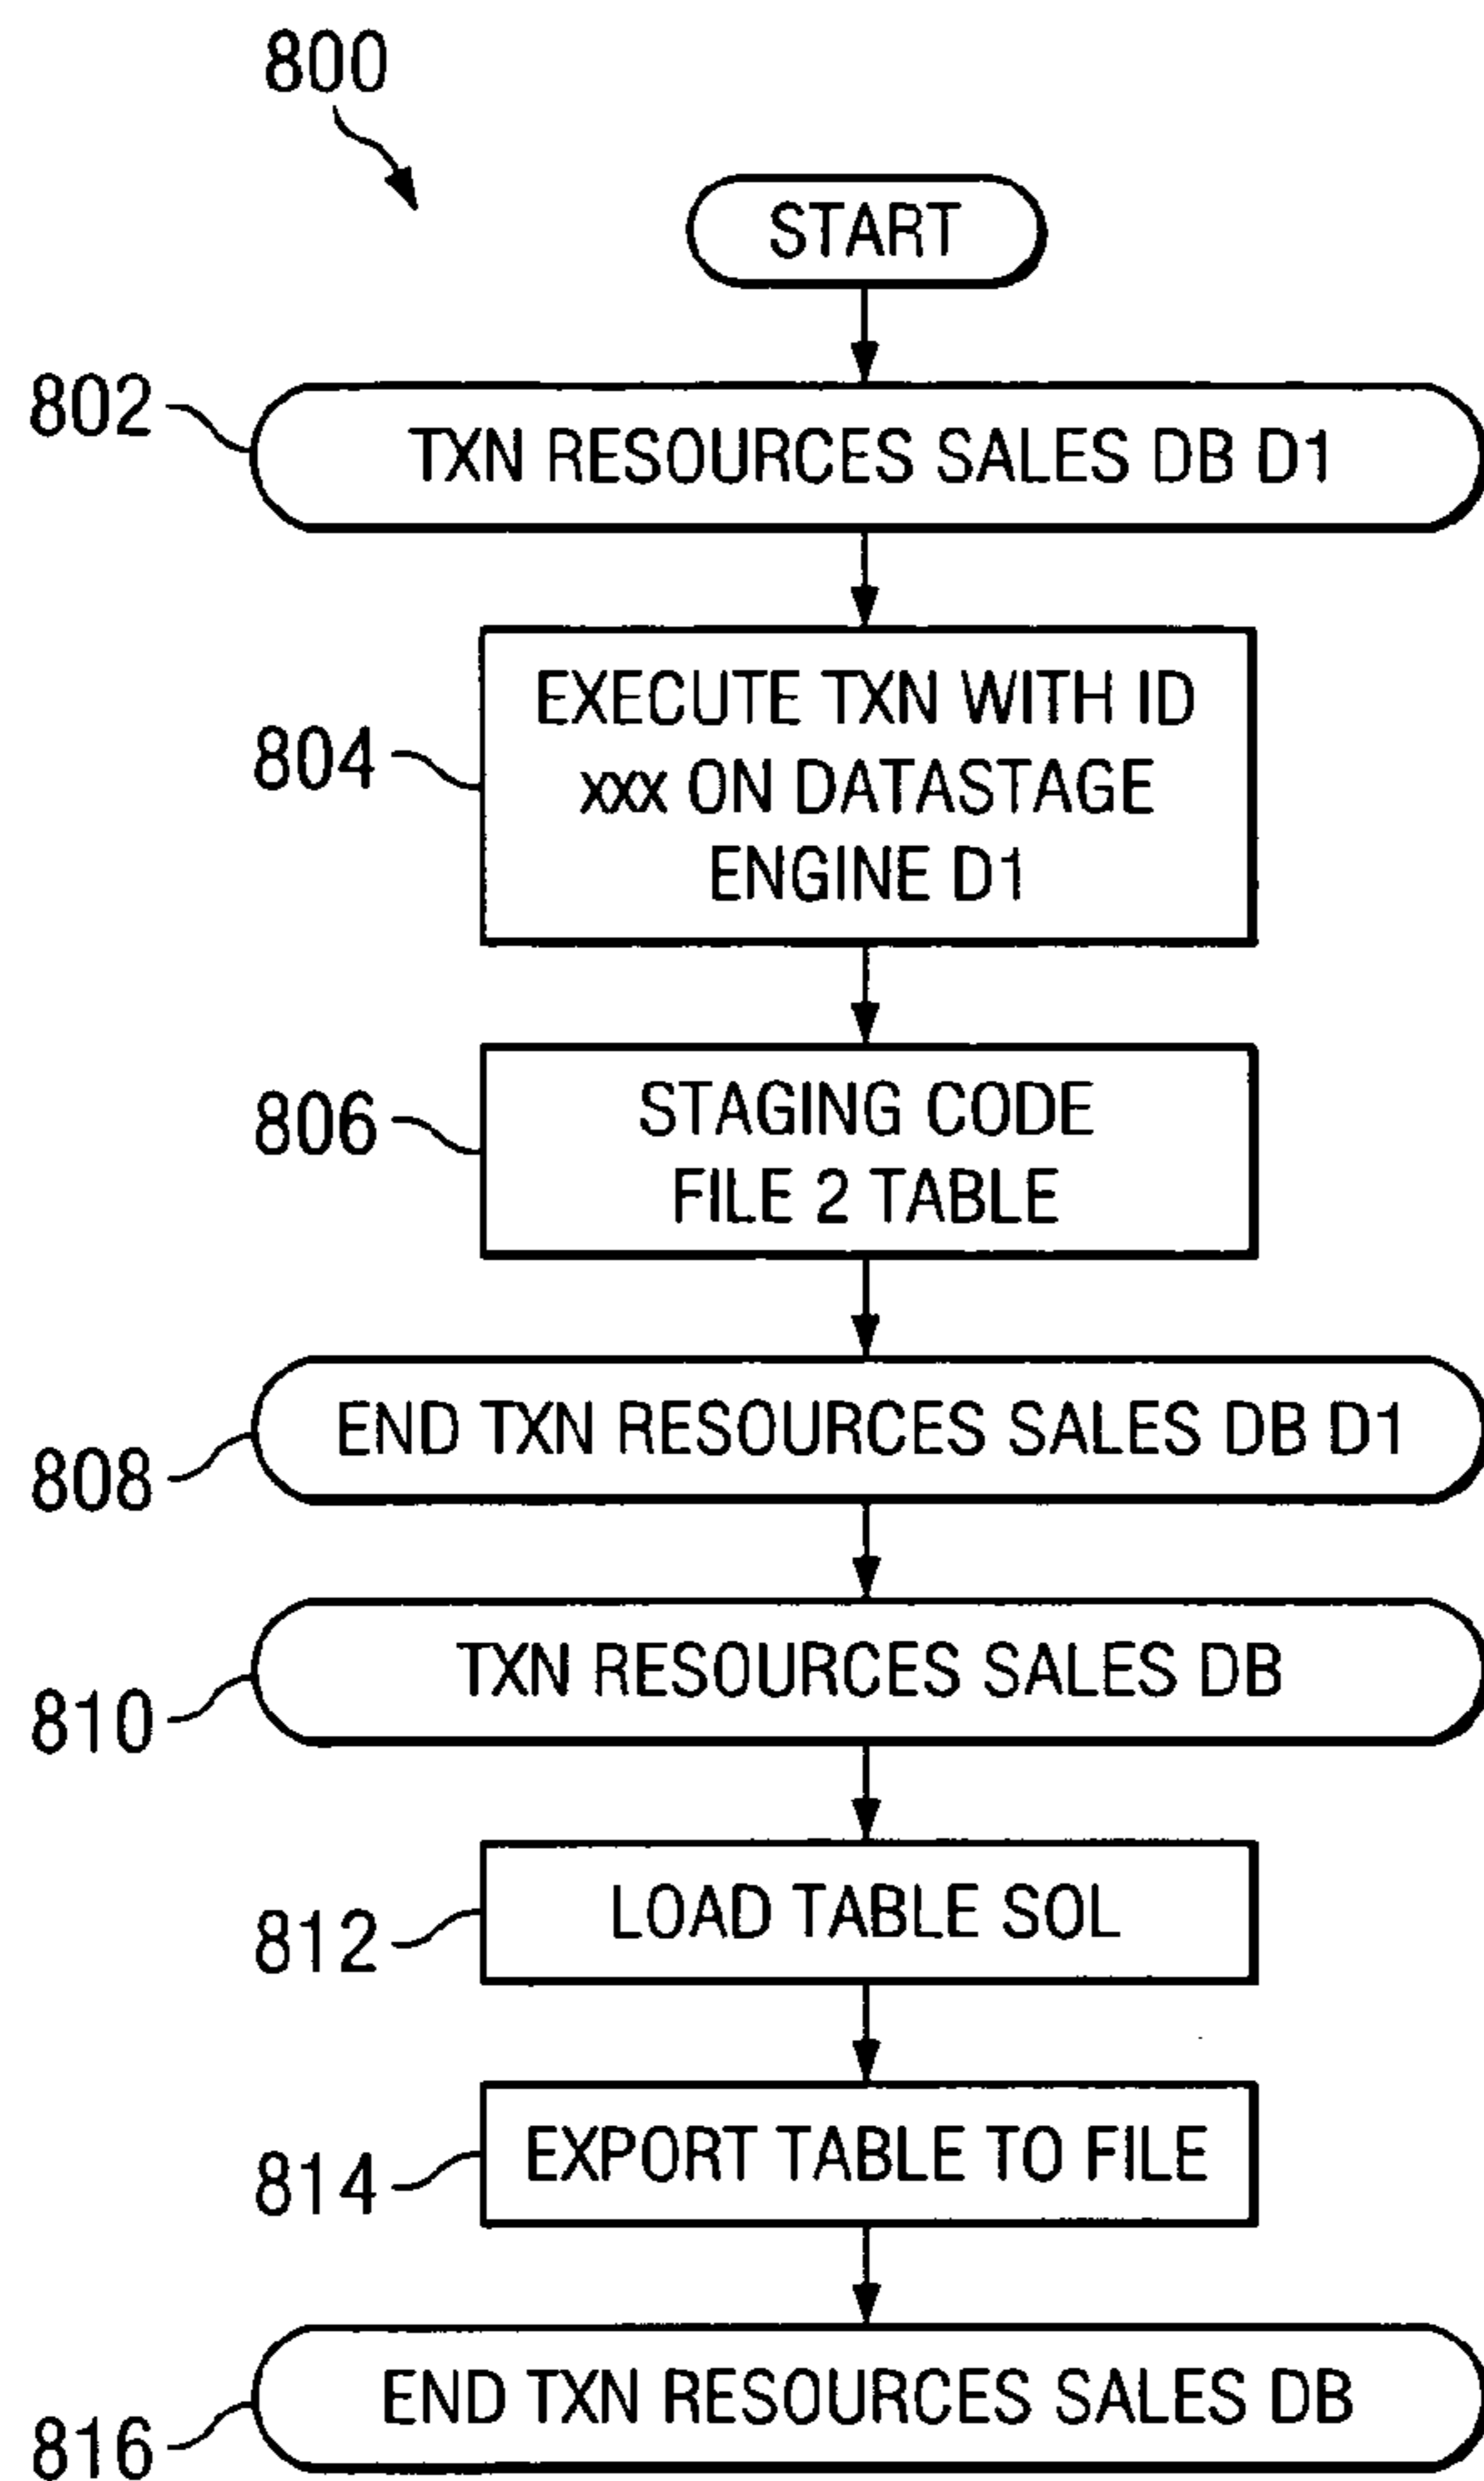 800
START
802
TXN RESOURCES SALES DB D1
804
EXECUTE TXN WITH ID
xxx ON DATASTAGE
ENGINE D1
806
STAGING CODE
FILE 2 TABLE
808
END TXN RESOURCES SALES DB D1
810
TXN RESOURCES SALES DB
812
LOAD TABLE SOL
814
EXPORT TABLE TO FILE
816
END TXN RESOURCES SALES DB